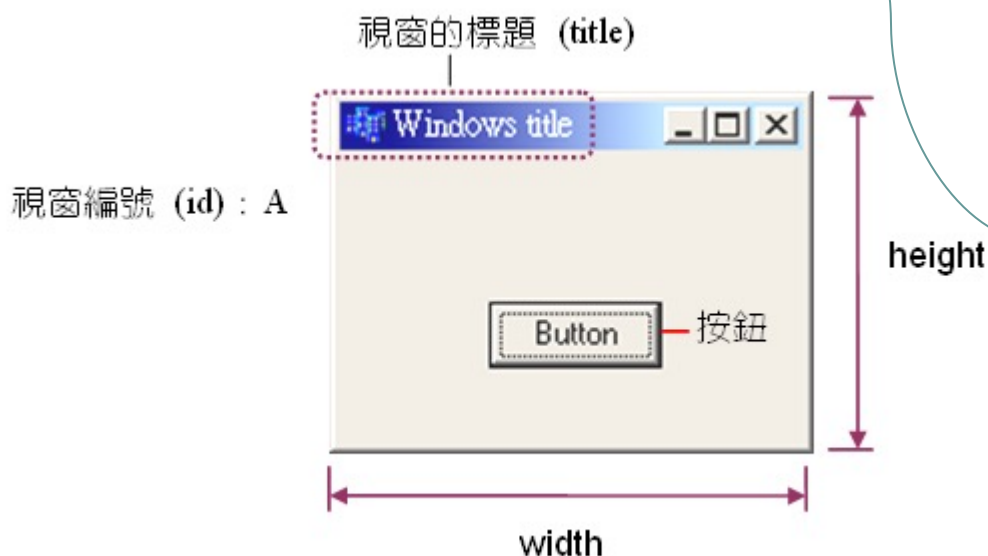 視窗的標題 (title)
Windows title
視窗編號 (id) : A
height
Button
按鈕
width